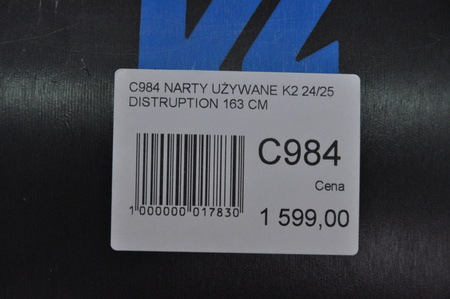 C984 NARTY UŻYWANE K2 24/25
DISTRUPTION 163 CM
C984
Cena
1 000000 017830
1 599,00